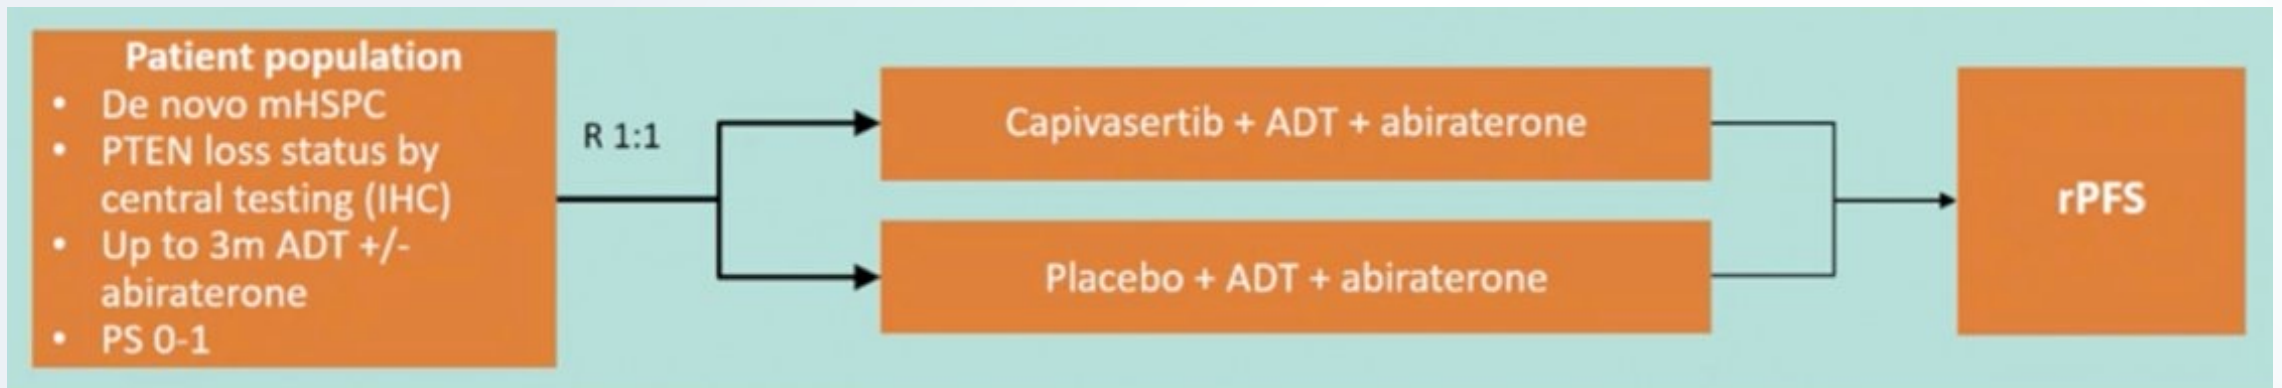 Patient population
• De novo mHSPC
• PTEN loss status by
central testing (IHC)
• Up to 3m ADT +/-
abiraterone
• PS 0-1
R 1:1
Capivasertib + ADT + abiraterone
Placebo + ADT + abiraterone
rPFS